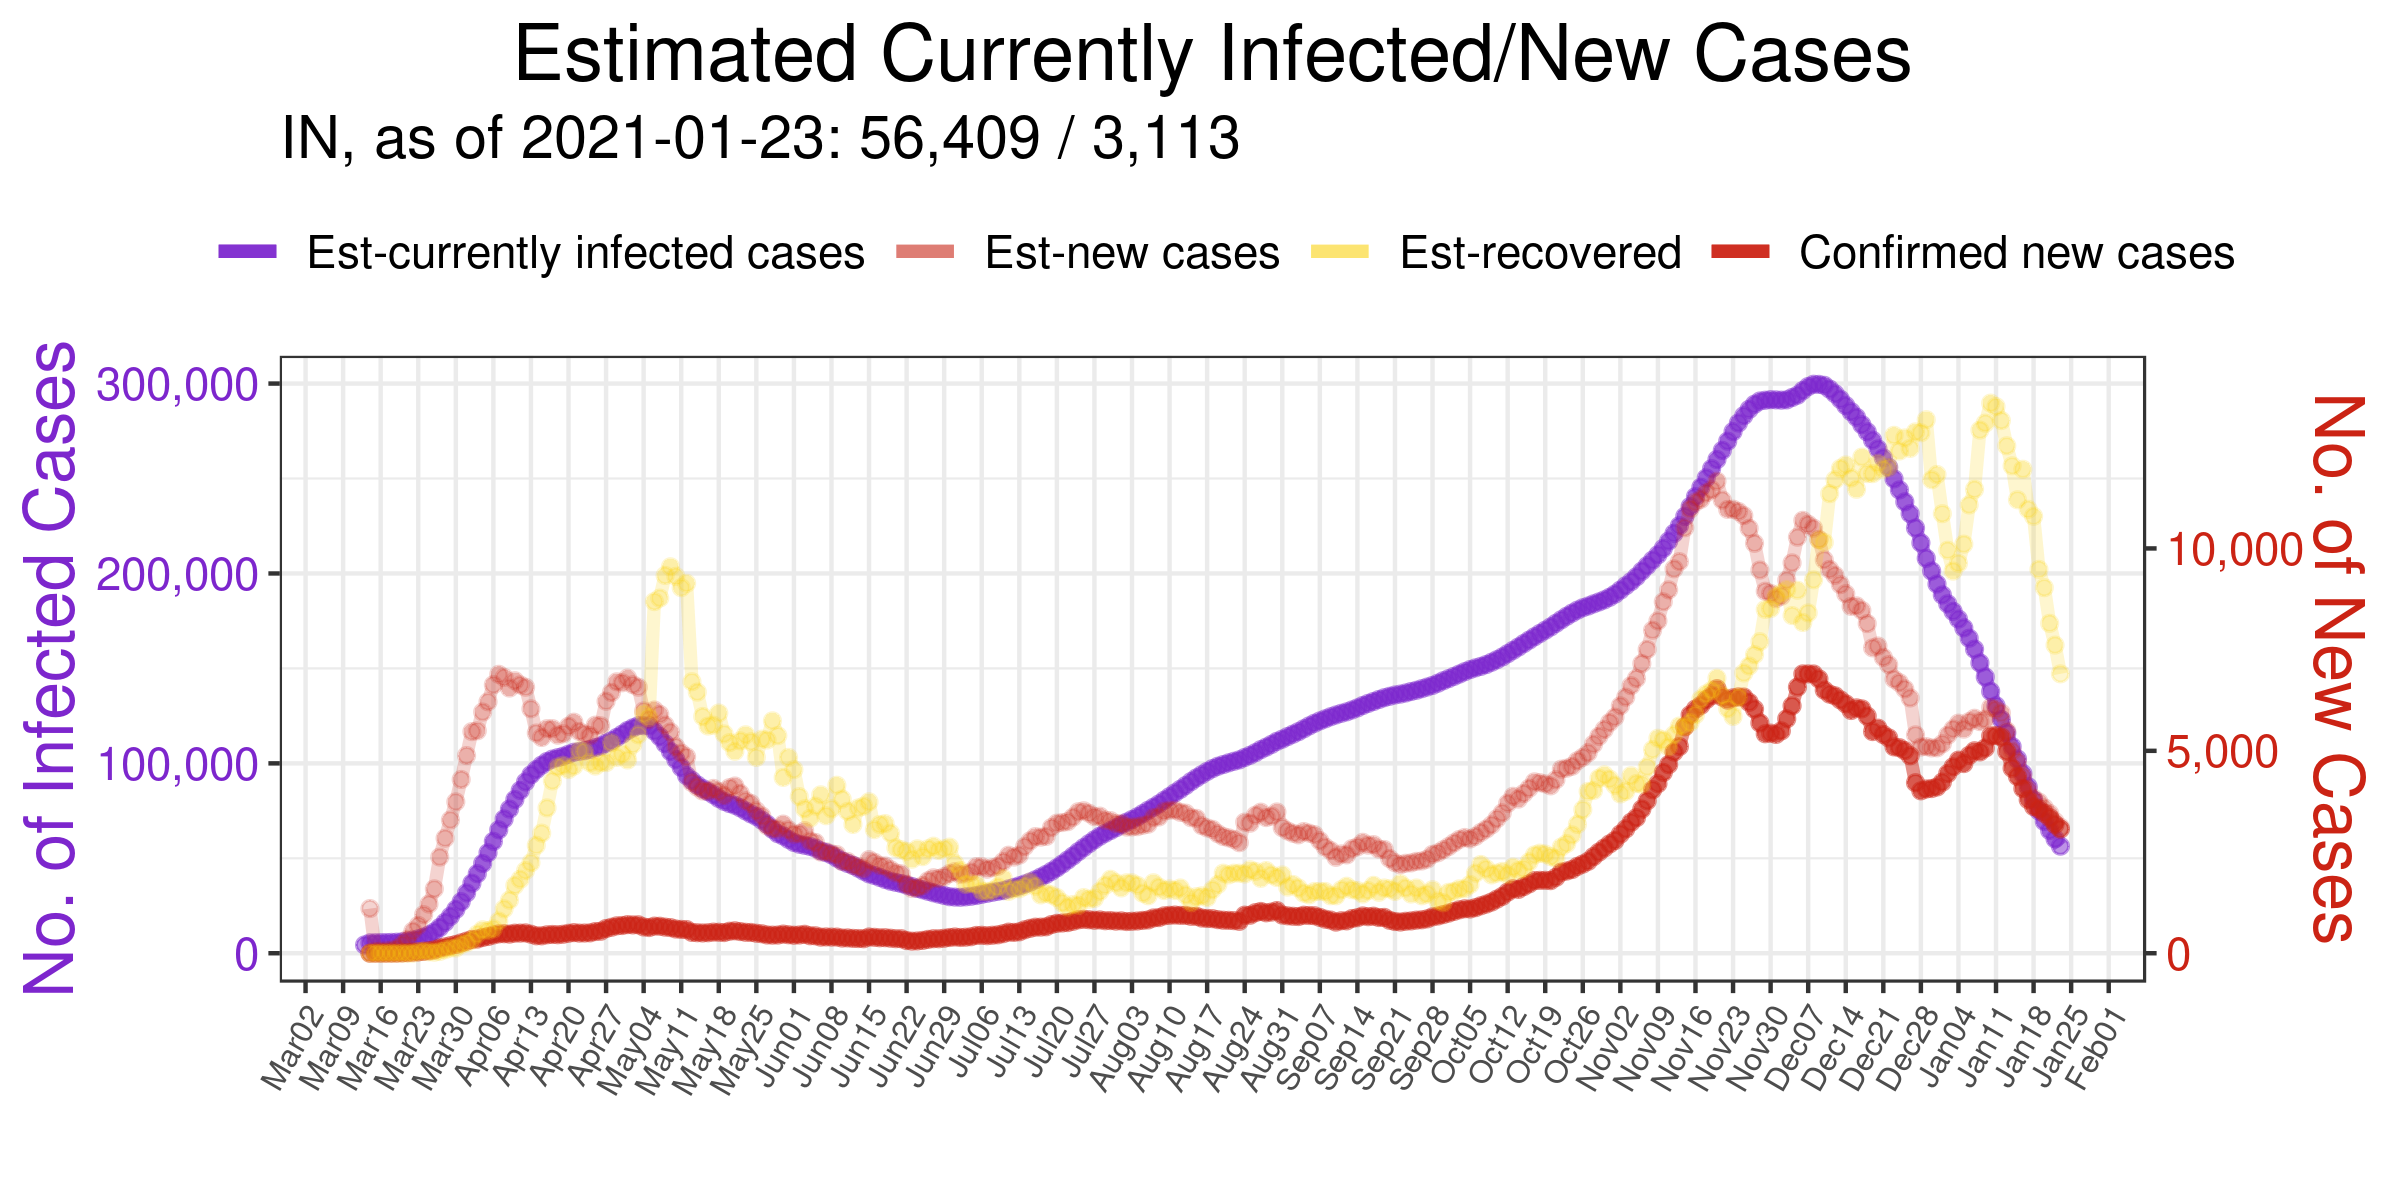 Estimated Currently Infected/New Cases
IN, as of 2021-01-23: 56,409 / 3,113
Est-currently infected cases Est-new cases Est-recovered Confirmed new cases
No. of Infected Cases
300,000
200,000
100,000
0
10,000
5,000
0
No. of New Cases
Mar02 Mar09 Mar16 Mar23 Mar30 Apr06 Apr13 Apr20 Apr27 May04 May11 May18 May25 Jun01 Jun08 Jun15 Jun22 Jun29 Jul06 Jul13 Jul20 Jul27 Aug03 Aug10 Aug17 Aug24 Aug31 Sep07 Sep14 Sep21 Sep28 Oct05 Oct12 Oct19 Oct26 Nov02 Nov09 Nov16 Nov23 Nov30 Dec07 Dec14 Dec21 Dec28 Jan04 Jan11 Jan18 Jan25 Feb01